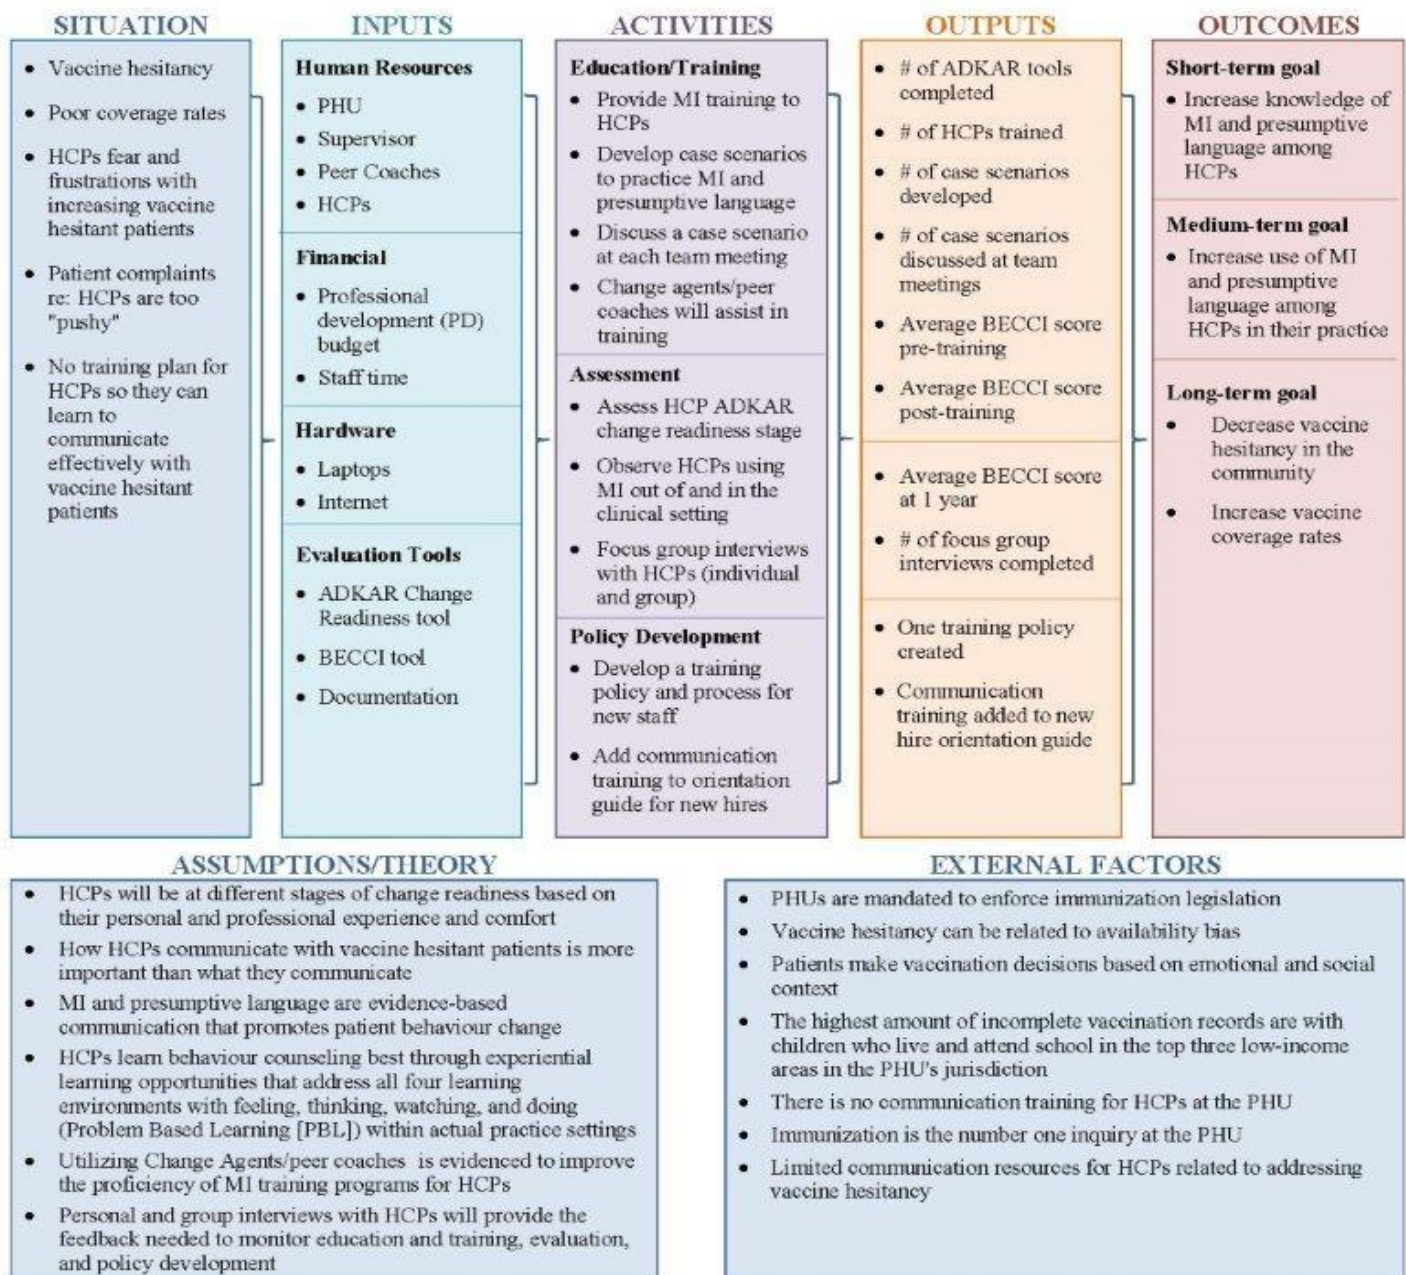 SITUATION
Vaccine hesitancy
Poor coverage rates
HCPs fear and
frustrations with
increasing vaccine
hesitant patients
Patient complaints
re: HCPs are too
"pushy"
No training plan for
HCPs so they can
learn to
communicate
effectively with
vaccine hesitant
patients
INPUTS
Human Resources
PHU
Supervisor
Peer Coaches
HCPs
Financial
Professional
development (PD)
budget
Staff time
Hardware
Laptops
Internet
Evaluation Tools
ADKAR Change
Readiness tool
BECCI tool
Documentation
ACTIVITIES
Education/Training
Provide MI training to
HCPs
Develop case scenarios
to practice MI and
presumptive language
Discuss a case scenario
at each team meeting
Change agents/peer
coaches will assist in
training
Assessment
Assess HCP ADKAR
change readiness stage
Observe HCPs using
MI out of and in the
clinical setting
Focus group interviews
with HCPs (individual
and group)
Policy Development
Develop a training
policy and process for
new staff
Add communication
training to orientation
guide for new hires
OUTPUTS
# of ADKAR tools
completed
# of HCPs trained
# of case scenarios
developed
# of case scenarios
discussed at team
meetings
Average BECCI score
pre-training
Average BECCI score
post-training
Average BECCI score
at 1 year
# of focus group
interviews completed
One training policy
created
Communication
training added to new
hire orientation guide
OUTCOMES
Short-term goal
Increase knowledge of
MI and presumptive
language among
HCPs
Medium-term goal
Increase use of MI
and presumptive
language among
HCPs in their practice
Long-term goal
Decrease vaccine
hesitancy in the
community
Increase vaccine
coverage rates
ASSUMPTIONS/THEORY
HCPs will be at different stages of change readiness based on
their personal and professional experience and comfort
How HCPs communicate with vaccine hesitant patients is more
important than what they communicate
MI and presumptive language are evidence-based
communication that promotes patient behaviour change
HCPs learn behaviour counseling best through experiential
learning opportunities that address all four learning
environments with feeling, thinking, watching, and doing
(Problem Based Learning [PBL]) within actual practice settings
Utilizing Change Agents/peer coaches is evidenced to improve
the proficiency of MI training programs for HCPs
Personal and group interviews with HCPs will provide the
feedback needed to monitor education and training, evaluation,
and policy development
EXTERNAL FACTORS
PHUs are mandated to enforce immunization legislation
Vaccine hesitancy can be related to availability bias
Patients make vaccination decisions based on emotional and social
context
The highest amount of incomplete vaccination records are with
children who live and attend school in the top three low-income
areas in the PHU's jurisdiction
There is no communication training for HCPs at the PHU
Immunization is the number one inquiry at the PHU
Limited communication resources for HCPs related to addressing
vaccine hesitancy